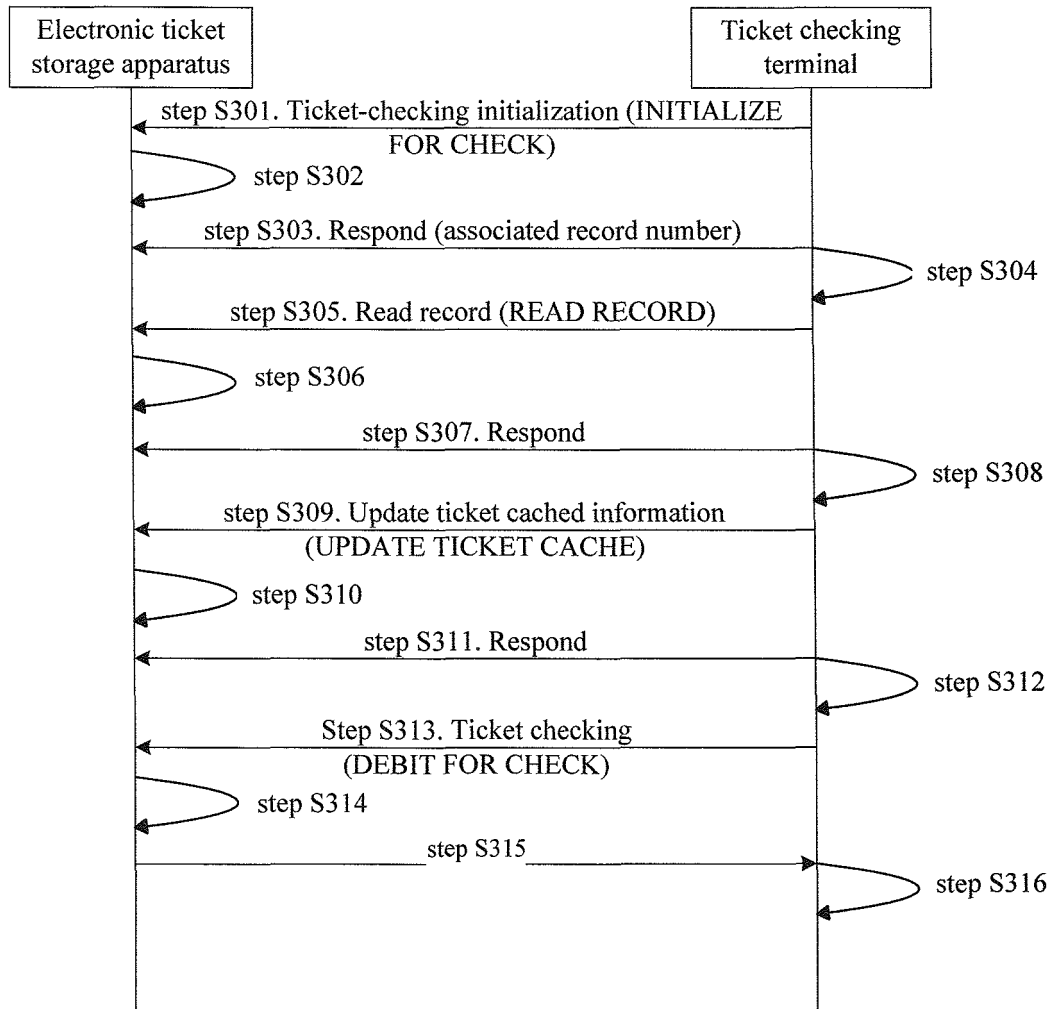 Electronic ticket
storage apparatus
Ticket checking
terminal
step S301. Ticket-checking initialization (INITIALIZE
FOR CHECK)
step S302
step S303. Respond (associated record number)
step S304
step S305. Read record (READ RECORD)
step S306
step S307. Respond
step S308
step S309. Update ticket cached information
(UPDATE TICKET CACHE)
step S310
step S311. Respond
step S312
Step S313. Ticket checking
(DEBIT FOR CHECK)
step S314
step S315
step S316